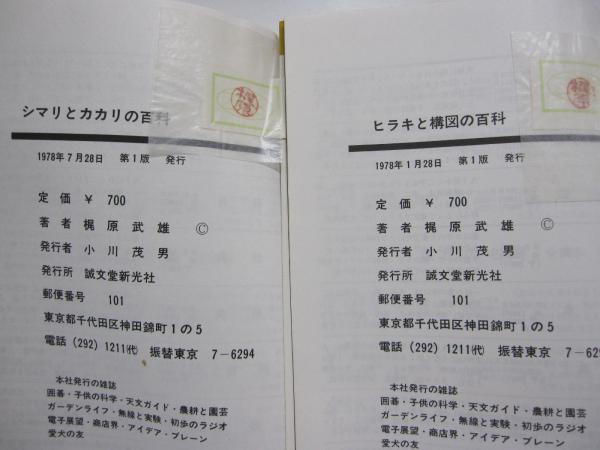 シマリとカカリの百科
1978年7月28日 第1版 発行
定価 ¥ 700
著者 梶原武雄 ©
発行者 小川茂男
発行所 誠文堂新光社
郵便番号 101
東京都千代田区神田錦町1の5
電話(292)1211(代) 振替東京 7-6294
本社発行の雑誌
囲碁・子供の科学・天文ガイド・農耕と園芸
ガーデンライフ・無線と実験・初歩のラジオ
電子展望・商店界・アイデア・ブレーン
愛犬の友
ヒラキと構図の百科
1978年1月28日 第1版 発行
定価 ¥ 700
著者 梶原武雄 ©
発行者 小川茂男
発行所 誠文堂新光社
郵便番号 101
東京都千代田区神田錦町1の5
電話(292)1211(代) 振替東京 7-62
本社発行の雑誌
囲碁・子供の科学・天文ガイド・農耕と園芸
ガーデンライフ・無線と実験・初歩のラジオ
電子展望・商店界・アイデア・ブレーン
愛犬の友